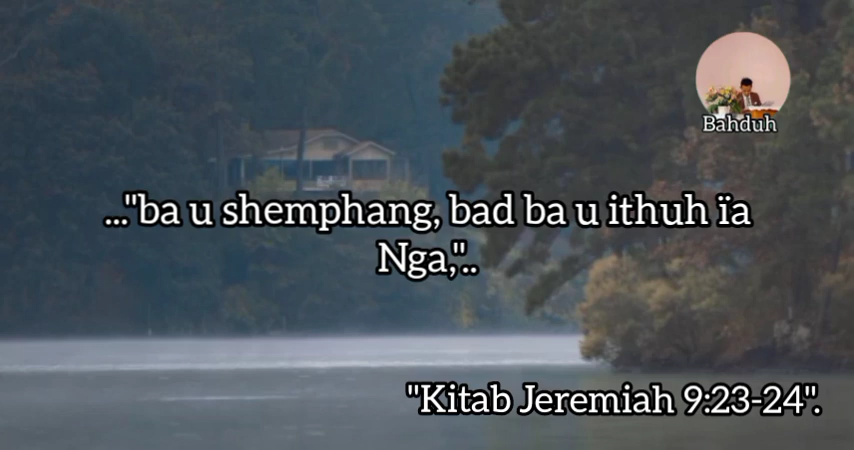 Bahduh
..."ba u shemphang, bad ba u ithuh ïa
Nga,"..
"Kitab Jeremiah 9:23-24".